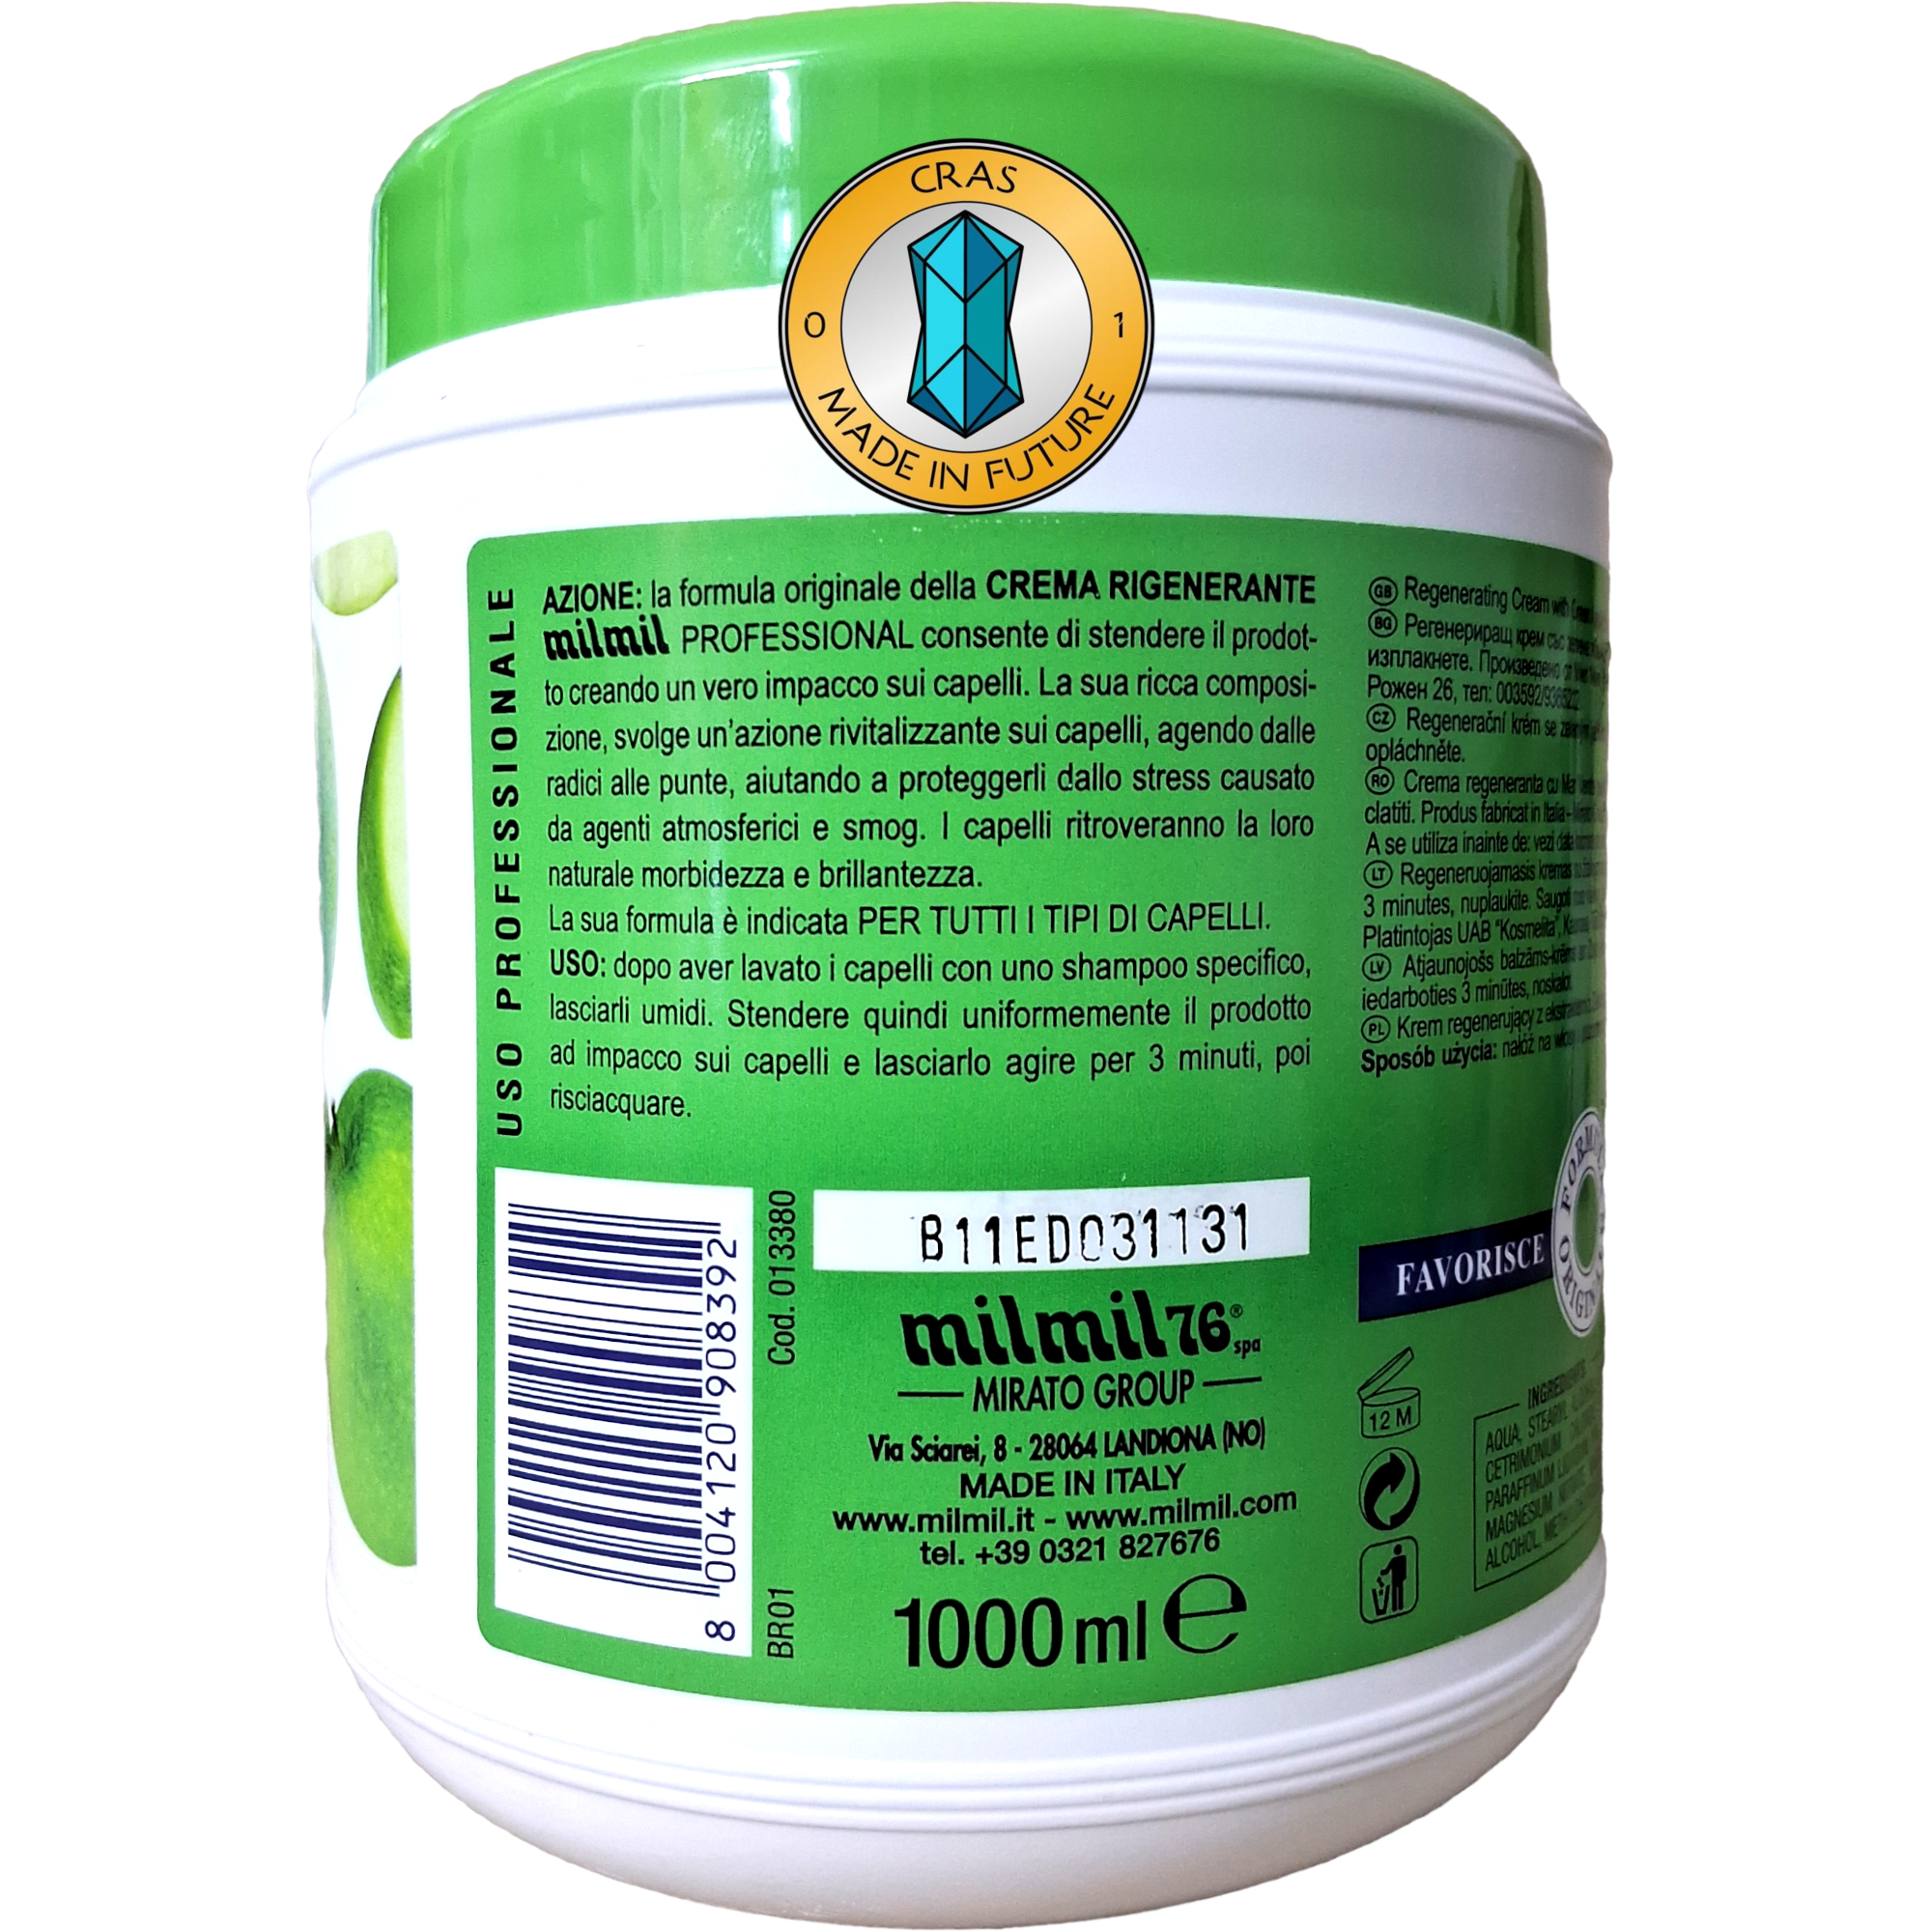 CRAS
0 1
MADE IN FUTURE
USO PROFESSIONALE
AZIONE: la formula originale della CREMA RIGENERANTE
milmil PROFESSIONAL consente di stendere il prodot-
to creando un vero impacco sui capelli. La sua ricca composi-
zione, svolge un'azione rivitalizzante sui capelli, agendo dalle
radici alle punte, aiutando a proteggerli dallo stress causato
da agenti atmosferici e smog. I capelli ritroveranno la loro
naturale morbidezza e brillantezza.
La sua formula è indicata PER TUTTI I TIPI DI CAPELLI.
USO: dopo aver lavato i capelli con uno shampoo specifico,
lasciarli umidi. Stendere quindi uniformemente il prodotto
ad impacco sui capelli e lasciarlo agire per 3 minuti, poi
risciacquare.
8 004120 908392
Cod. 013380
BR01
B11ED031131
milmil 76® spa
MIRATO GROUP
Via Sciarei, 8 - 28064 LANDIONA (NO)
MADE IN ITALY
www.milmil.it - www.milmil.com
tel. +39 0321 827676
1000 ml e
GB Regenerating Cream with
BG Регенериращ крем със
изплакнете. Произведено от
Рожен 26, тел:
CZ Regenerační krém se
opláchněte.
RO Crema regeneranta cu
clatiti. Produs fabricat in Italia -
A se utiliza inainte de: vezi data
LT Regeneruojamasis kremas
3 minutes, nuplaukite. Saugoti
Platintojas UAB "Kosmelita",
LV Atjaunojošs balzāms-krēms
iedarboties 3 minūtes, noskalot.
PL Krem regenerujący z
Sposób użycia: nałóż na
FAVORISCE
12 M
AQUA,
CETRIMONIUM
PARAFFINUM
MAGNESIUM
ALCOHOL,